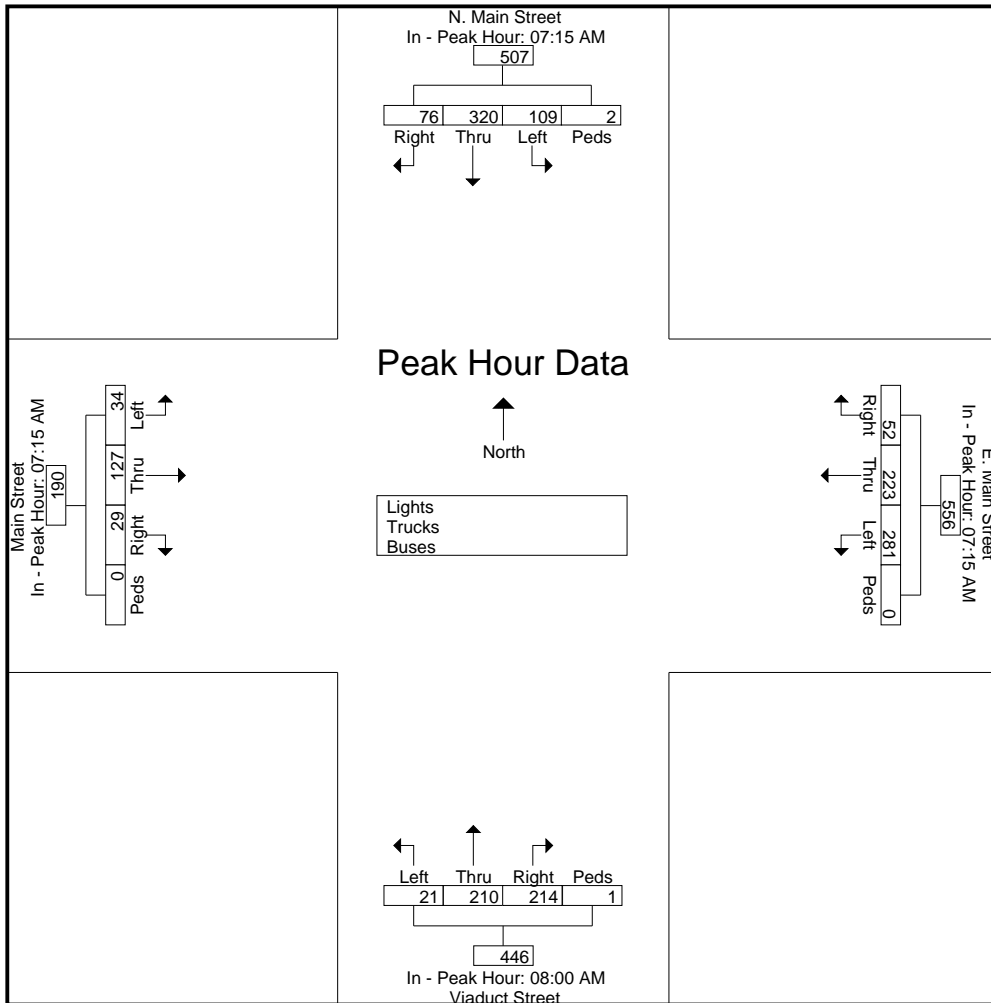 N. Main Street
In - Peak Hour: 07:15 AM
507
76 320 109 2
Right Thru Left Peds
Peak Hour Data
North
Lights
Trucks
Buses
Main Street
In - Peak Hour: 07:15 AM
190
34 127 29 0
Left Thru Right Peds
E. Main Street
In - Peak Hour: 07:15 AM
556
52 223 281 0
Right Thru Left Peds
Left Thru Right Peds
21 210 214 1
446
In - Peak Hour: 08:00 AM
Viaduct Street